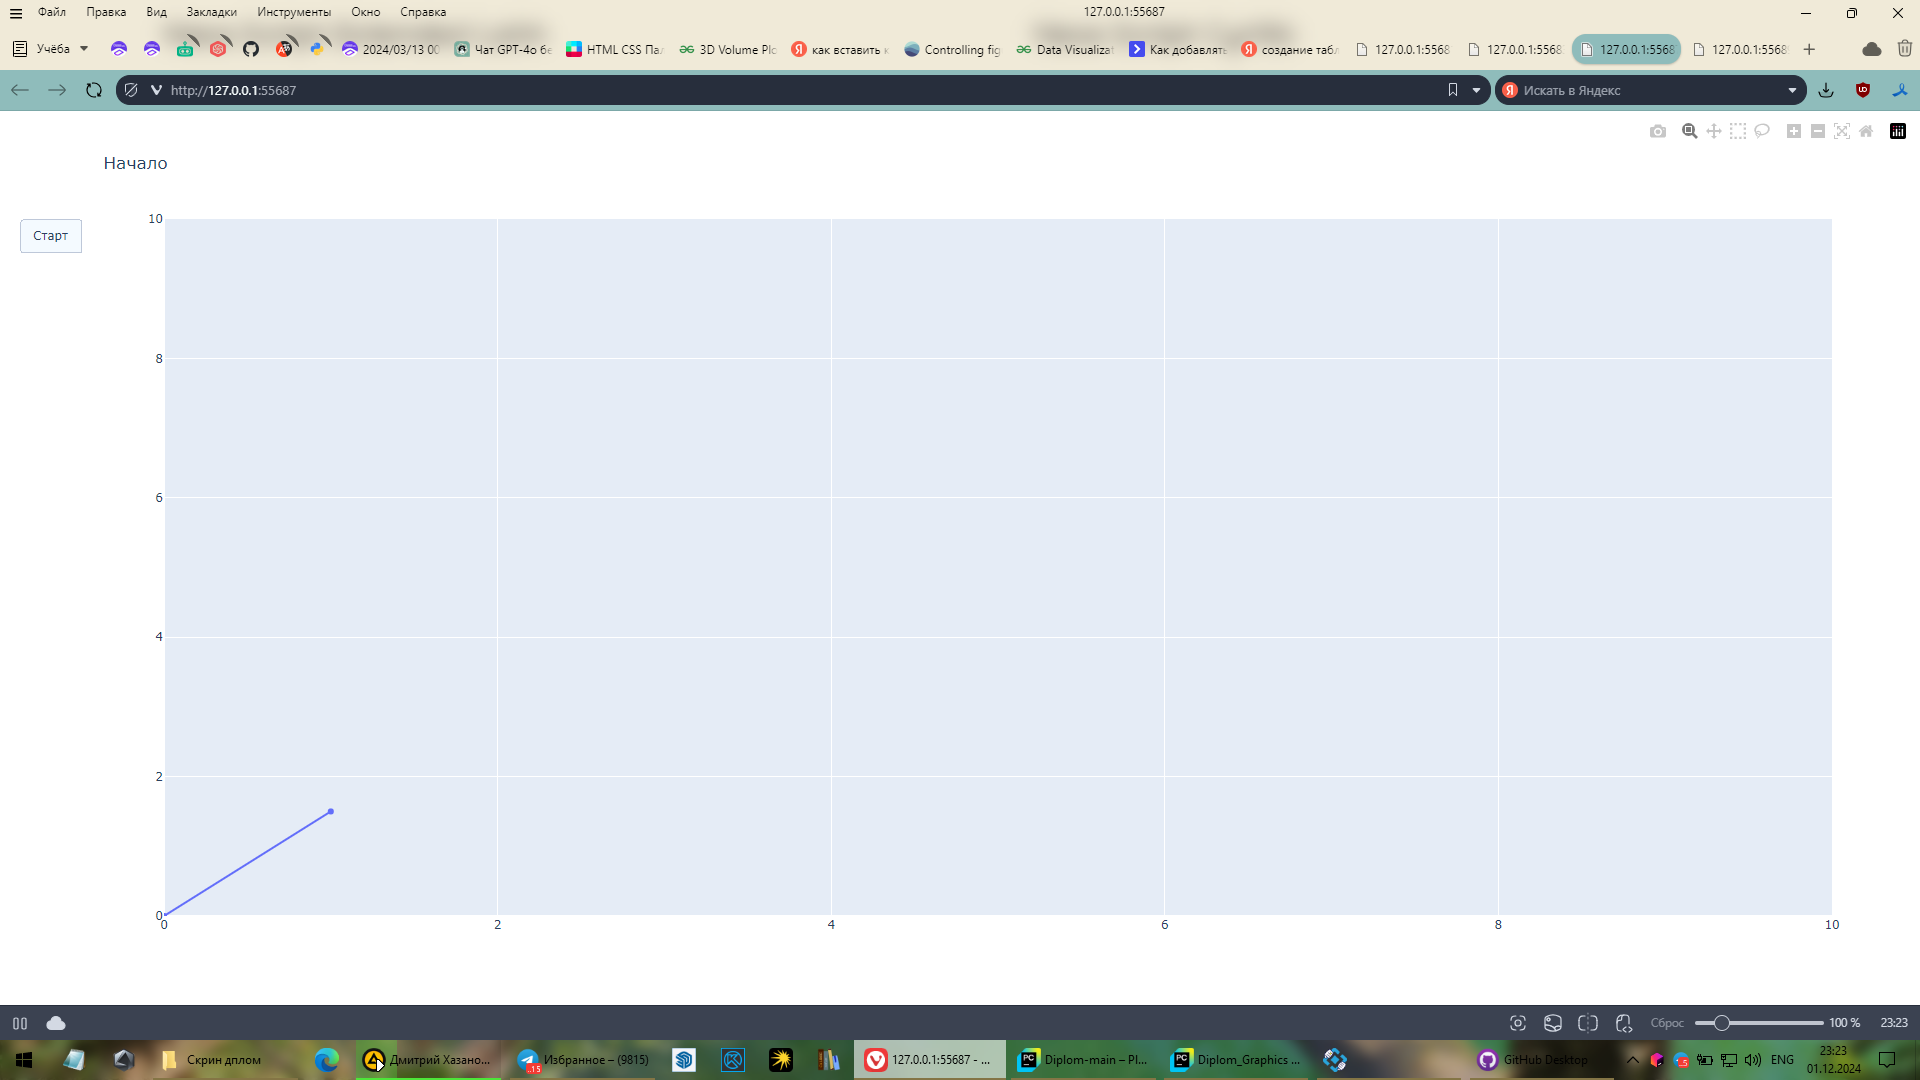 Файл Правка Вид Закладки Инструменты Окно Справка 127.0.0.1:55687
Учёба 2024/03/13 00 Чат GPT-4o бе HTML CSS Па 3D Volume Plo как вставить Controlling fig Data Visualizat Как добавлять создание табл 127.0.0.1:5568 127.0.0.1:5568 127.0.0.1:5568 127.0.0.1:5568
http://127.0.0.1:55687 Искать в Яндекс
Начало
Старт
10
8
6
4
2
0
0 2 4 6 8 10
Сброс 100 % 23:23
Скрин дплом Дмитрий Хазано... Избранное – (9815) 127.0.0.1:55687 - ... Diplom-main – Pl... Diplom_Graphics ... GitHub Desktop ENG 23:23
01.12.2024